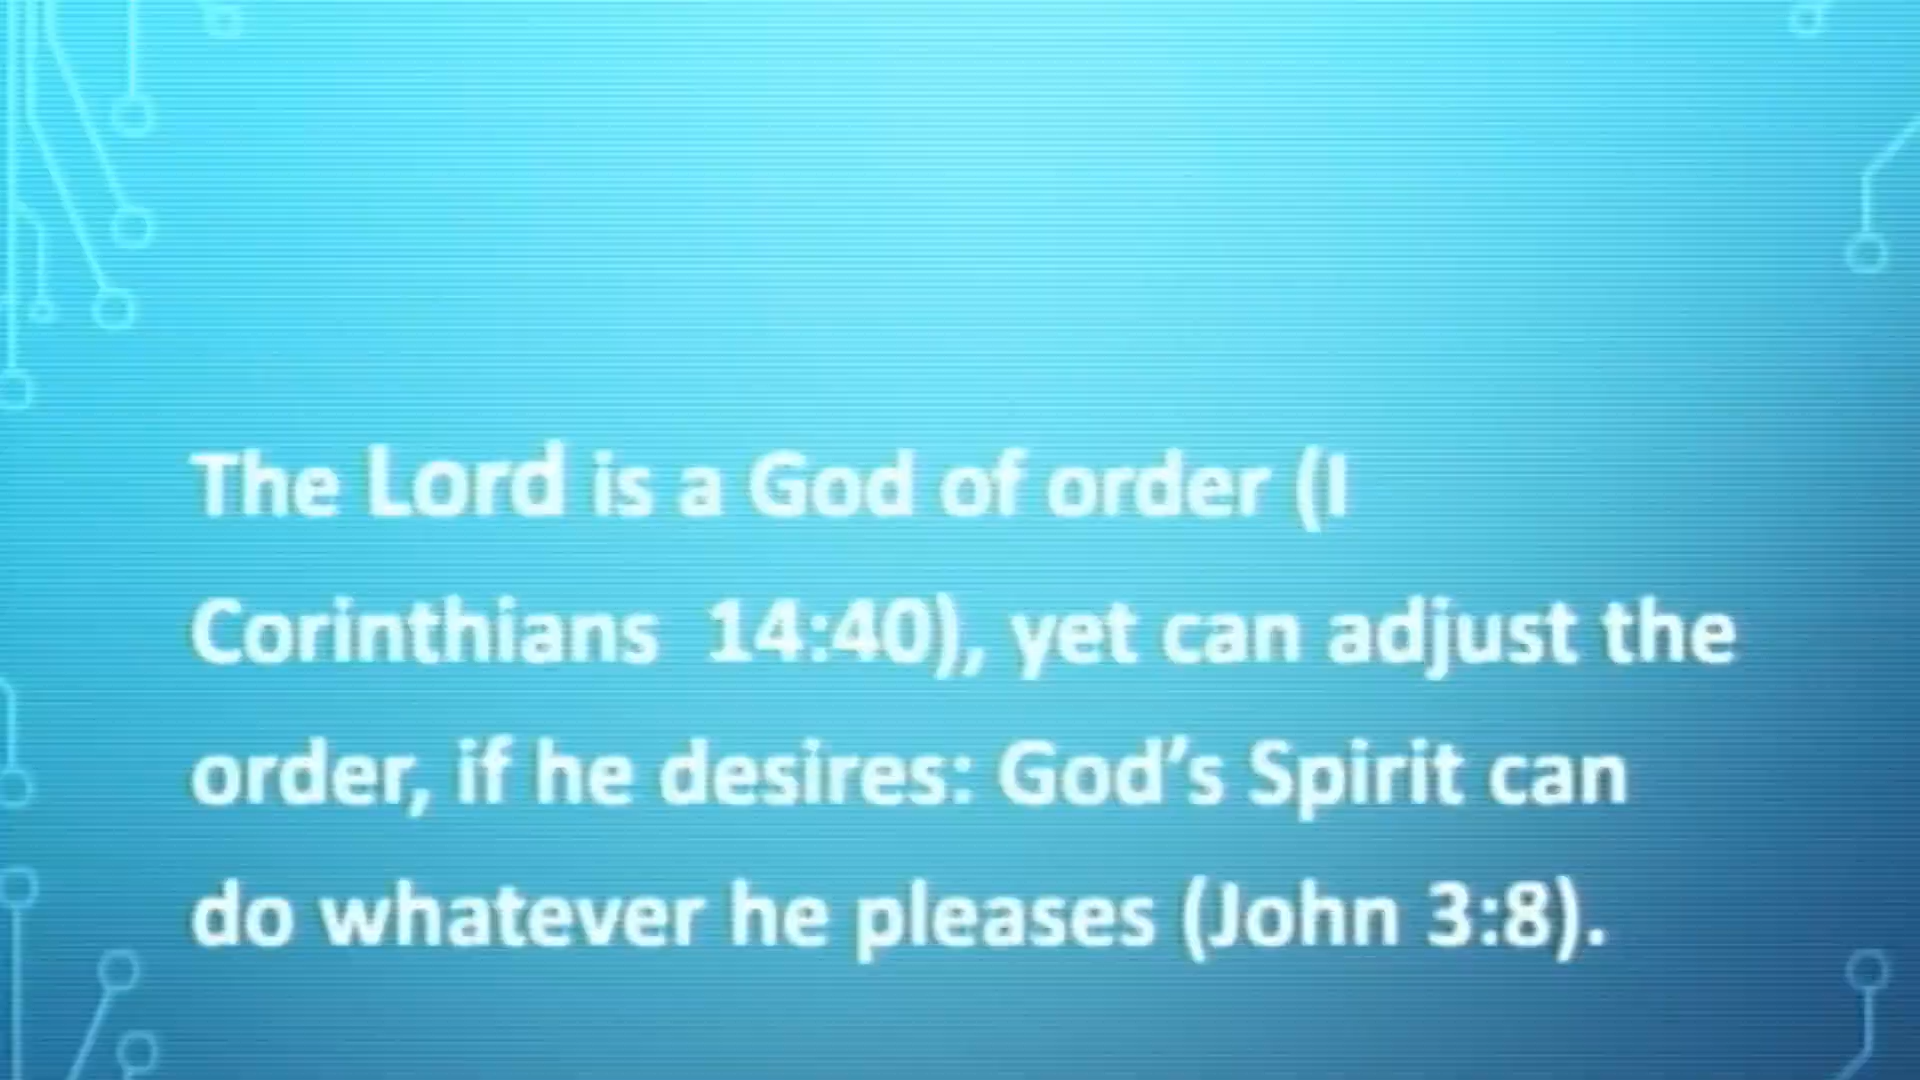 The Lord is a God of order (I
Corinthians  14:40), yet can adjust the
order, if he desires: God’s Spirit can
do whatever he pleases (John 3:8).